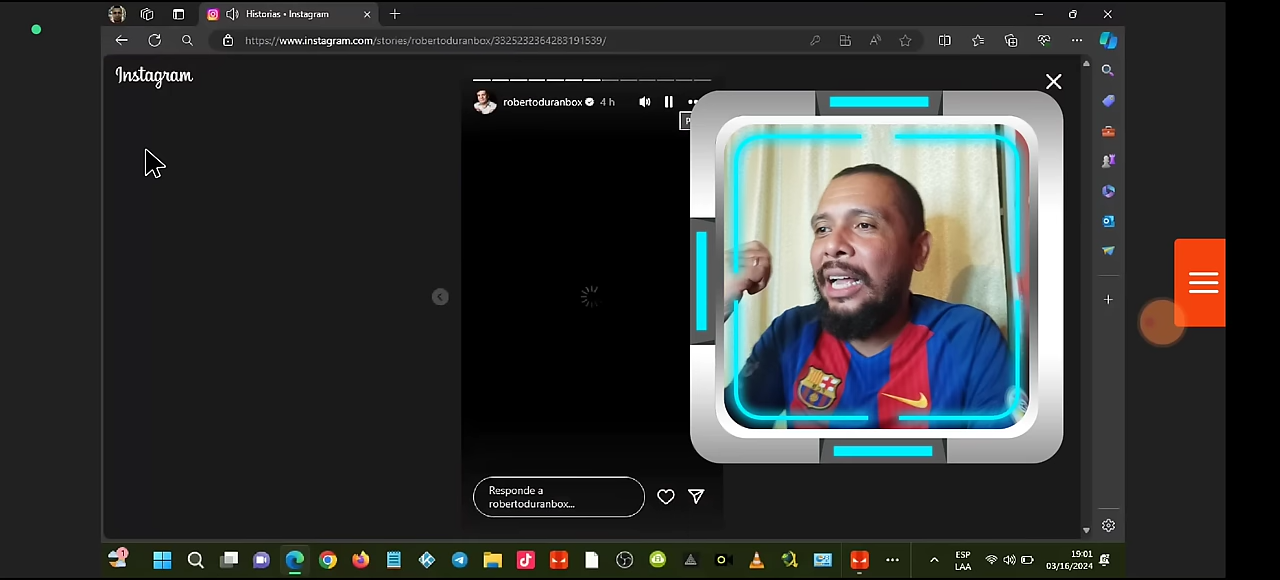 Historias • Instagram
https://www.instagram.com/stories/robertoduranbox/3325232364283191539/
Instagram
robertoduranbox 4 h
Responde a
robertoduranbox...
ESP
LAA
19:01
03/16/2024
1